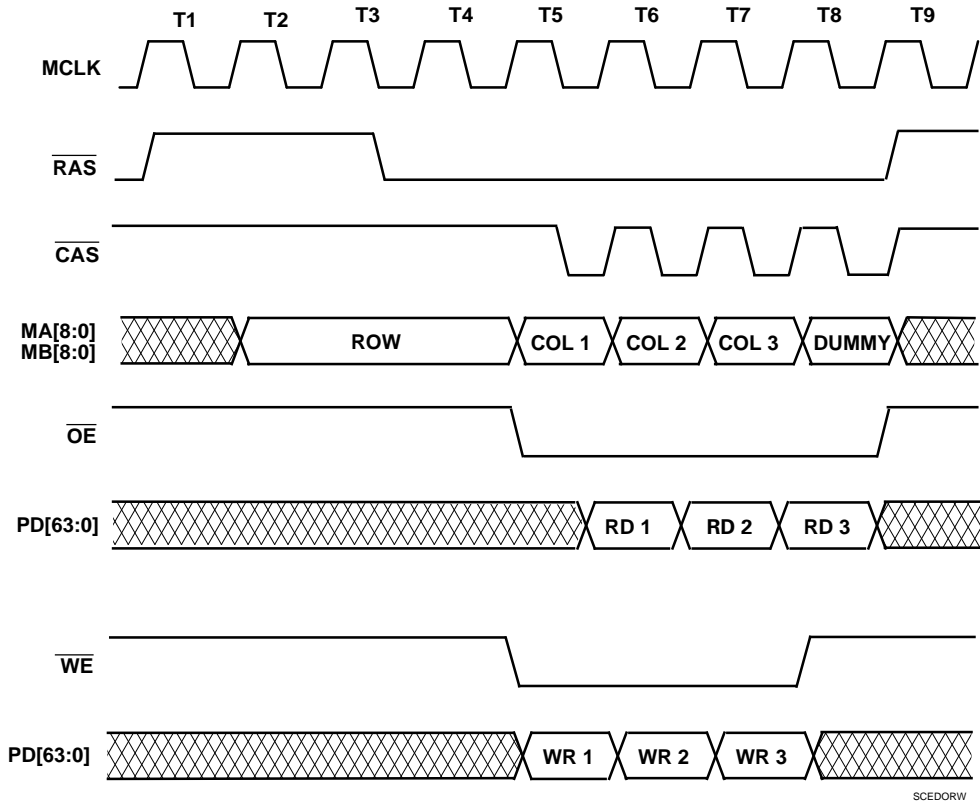 T1 T2 T3 T4 T5 T6 T7 T8 T9
MCLK
RAS
CAS
MA[8:0]
MB[8:0]
ROW COL 1 COL 2 COL 3 DUMMY
OE
PD[63:0] RD 1 RD 2 RD 3
WE
PD[63:0] WR 1 WR 2 WR 3
SCEDORW